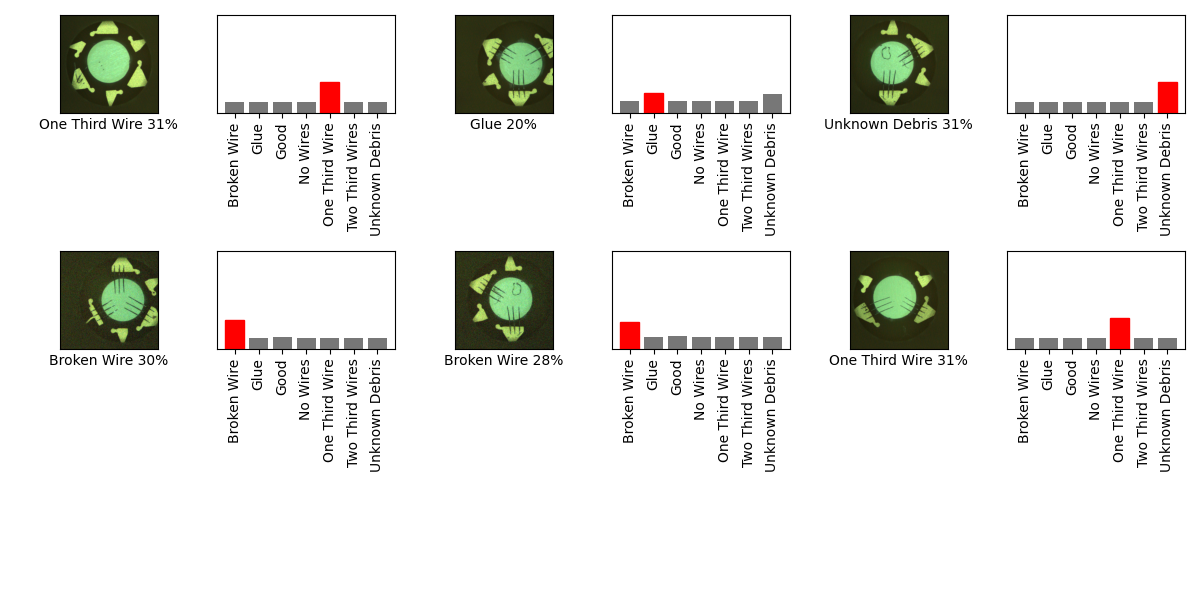 One Third Wire 31%
Broken Wire
Glue
Good
No Wires
One Third Wire
Two Third Wires
Unknown Debris
Glue 20%
Broken Wire
Glue
Good
No Wires
One Third Wire
Two Third Wires
Unknown Debris
Unknown Debris 31%
Broken Wire
Glue
Good
No Wires
One Third Wire
Two Third Wires
Unknown Debris
Broken Wire 30%
Broken Wire
Glue
Good
No Wires
One Third Wire
Two Third Wires
Unknown Debris
Broken Wire 28%
Broken Wire
Glue
Good
No Wires
One Third Wire
Two Third Wires
Unknown Debris
One Third Wire 31%
Broken Wire
Glue
Good
No Wires
One Third Wire
Two Third Wires
Unknown Debris